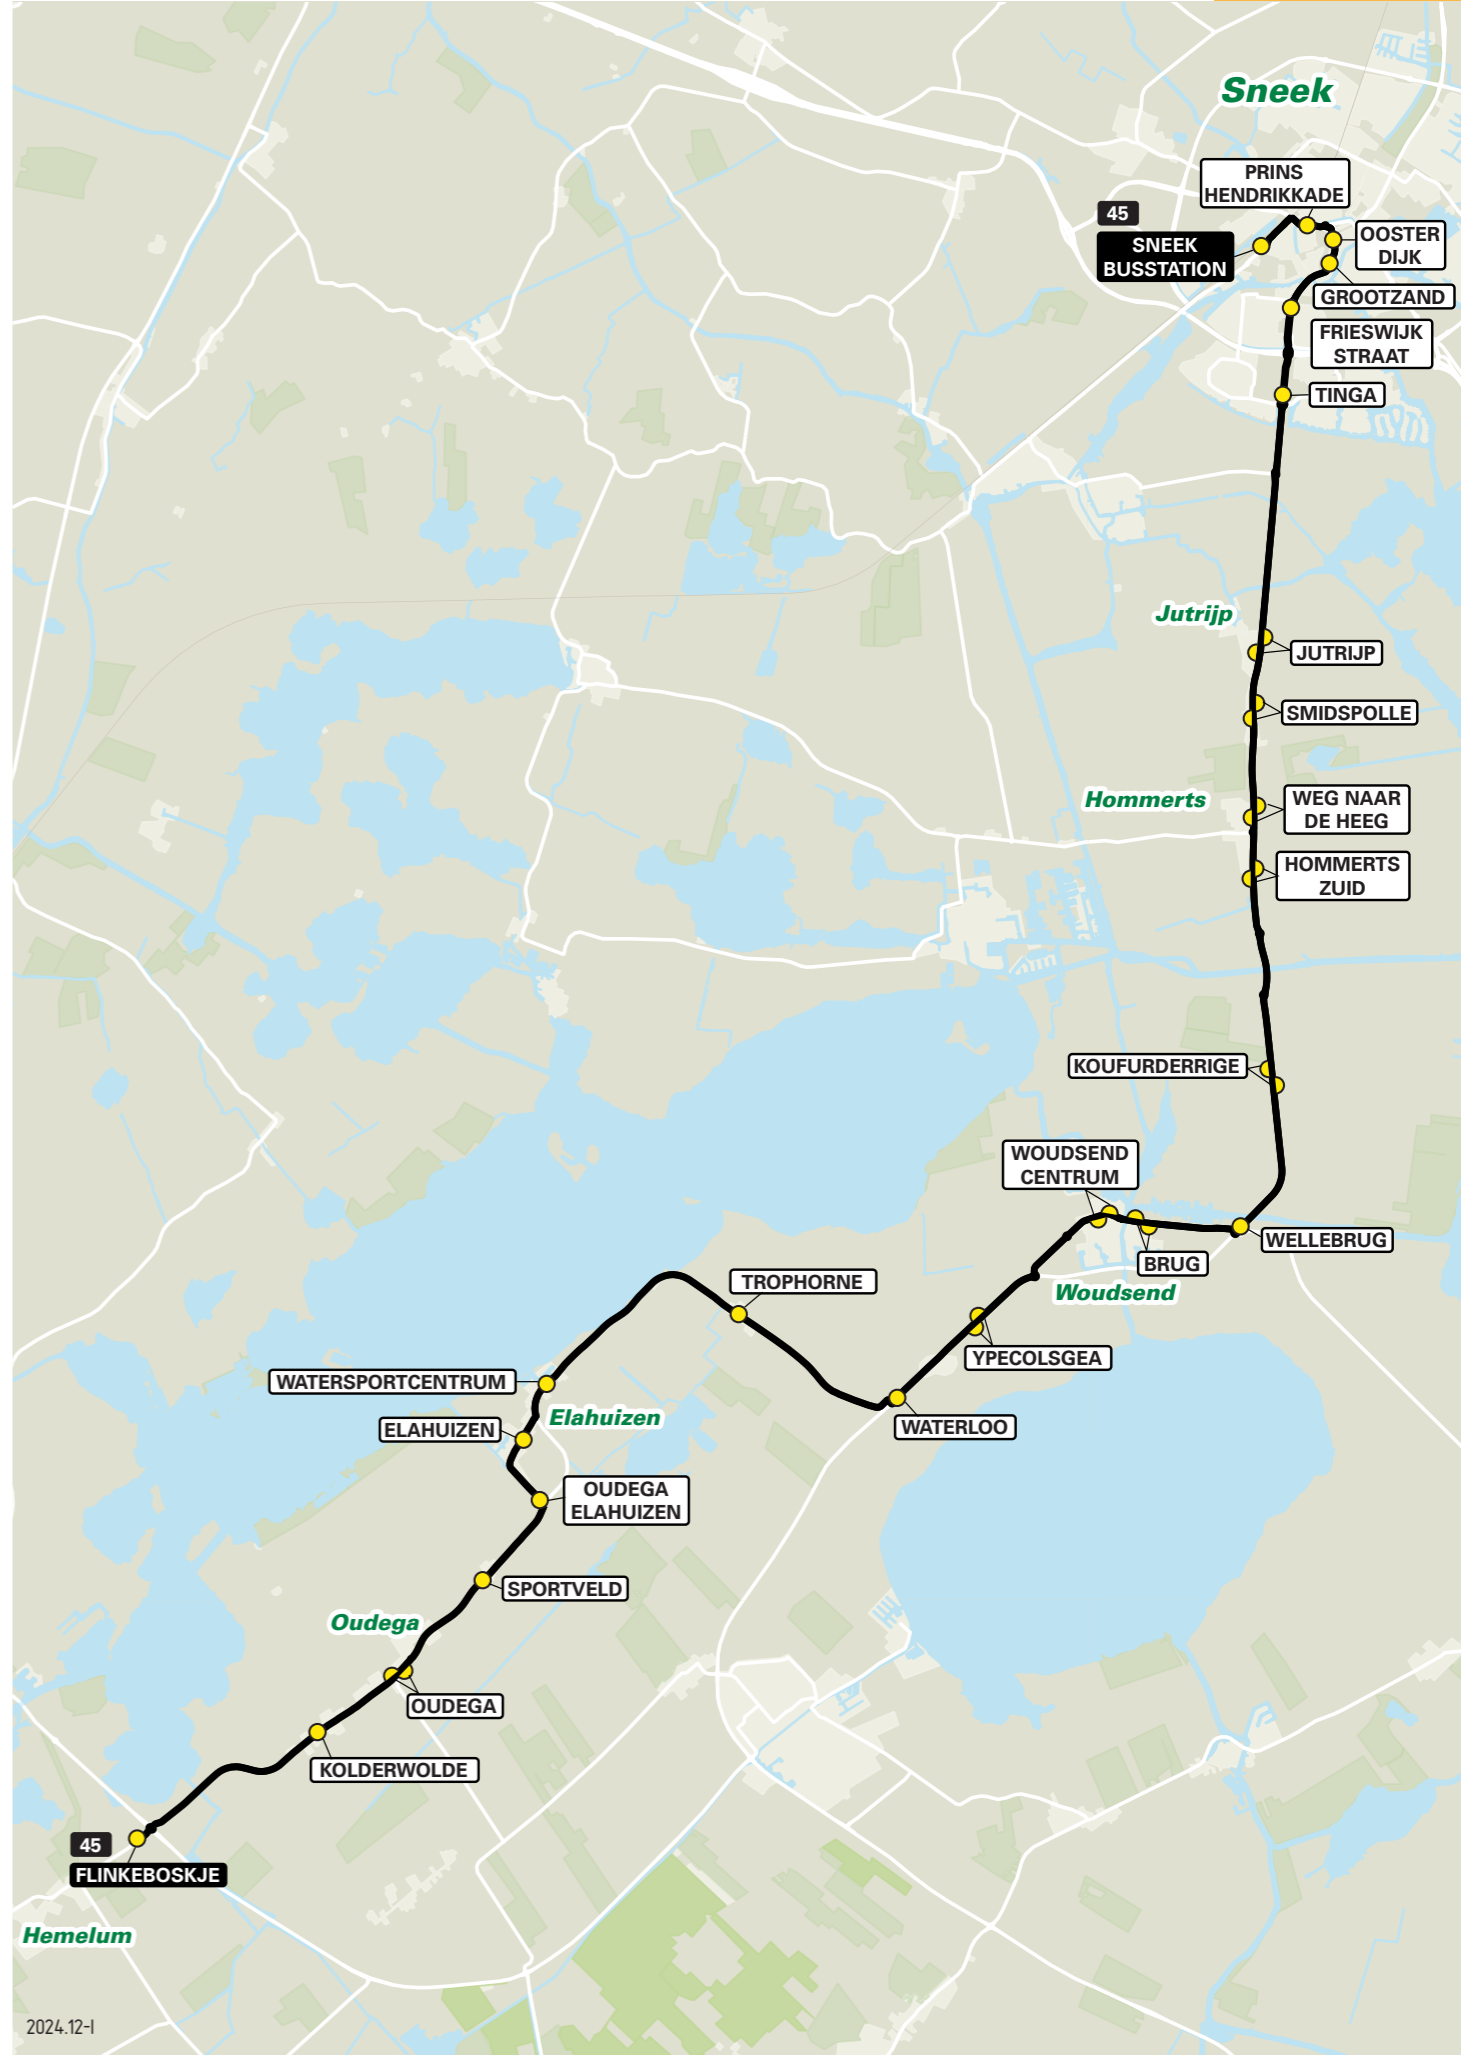 Sneek
PRINS
HENDRIKKADE
45
SNEEK
BUSSTATION
OOSTER
DIJK
GROOTZAND
FRIESWIJK
STRAAT
TINGA
Jutrijp
JUTRIJP
SMIDSPOLLE
Hommerts
WEG NAAR
DE HEEG
HOMMERTS
ZUID
KOUFURDERRIGE
WOUDSEND
CENTRUM
WELLEBRUG
BRUG
Woudsend
TROPHORNE
YPECOLSGEA
WATERSPORTCENTRUM
Elahuizen
ELAHUIZEN
WATERLOO
OUDEGA
ELAHUIZEN
SPORTVELD
Oudega
OUDEGA
KOLDERWOLDE
45
FLINKEBOSKJE
Hemelum
2024.12-I